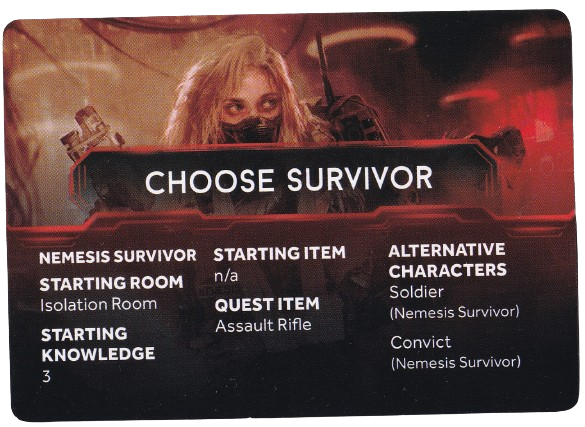 CHOOSE SURVIVOR
NEMESIS SURVIVOR
STARTING ROOM
Isolation Room
STARTING
KNOWLEDGE
3
STARTING ITEM
n/a
QUEST ITEM
Assault Rifle
ALTERNATIVE
CHARACTERS
Soldier
(Nemesis Survivor)
Convict
(Nemesis Survivor)